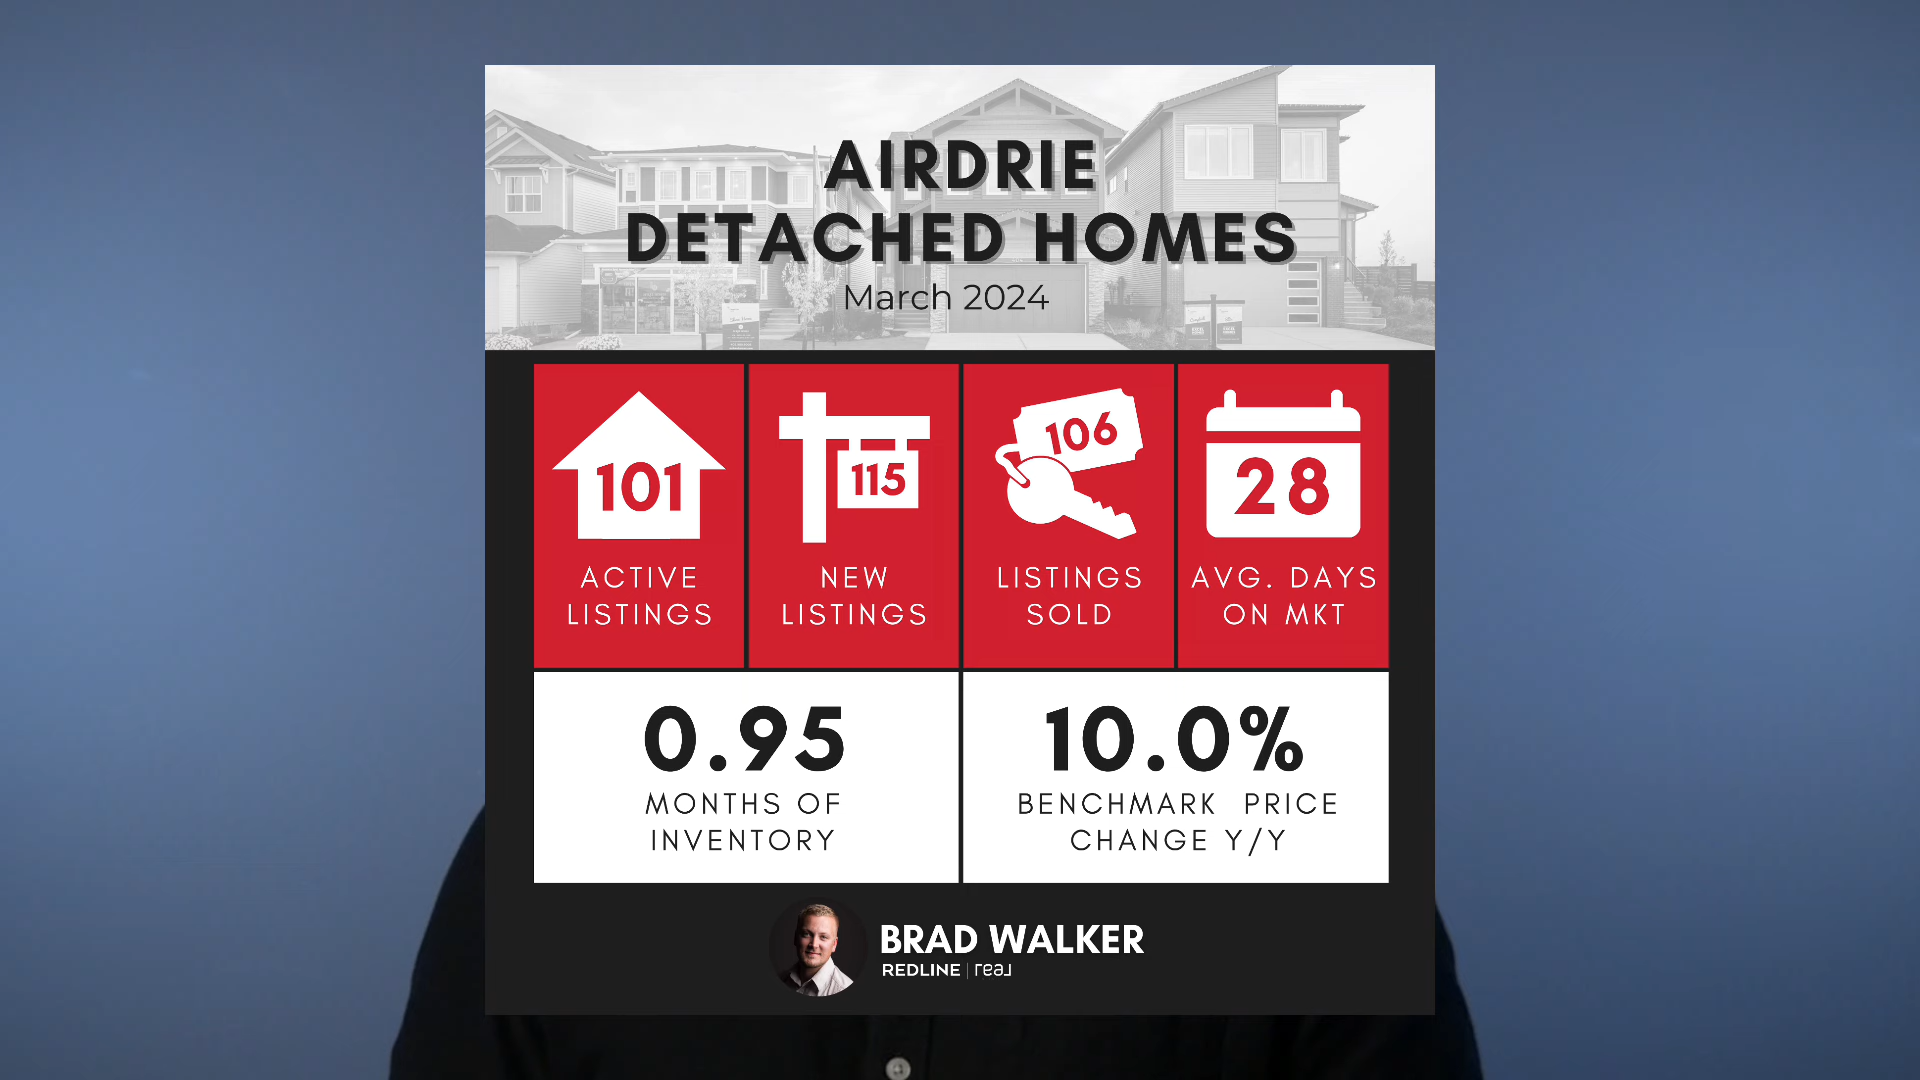 AIRDRIE
DETACHED HOMES
March 2024
101
ACTIVE
LISTINGS
115
NEW
LISTINGS
106
LISTINGS
SOLD
28
AVG. DAYS
ON MKT
0.95
MONTHS OF
INVENTORY
10.0%
BENCHMARK PRICE
CHANGE Y/Y
BRAD WALKER
REDLINE | real